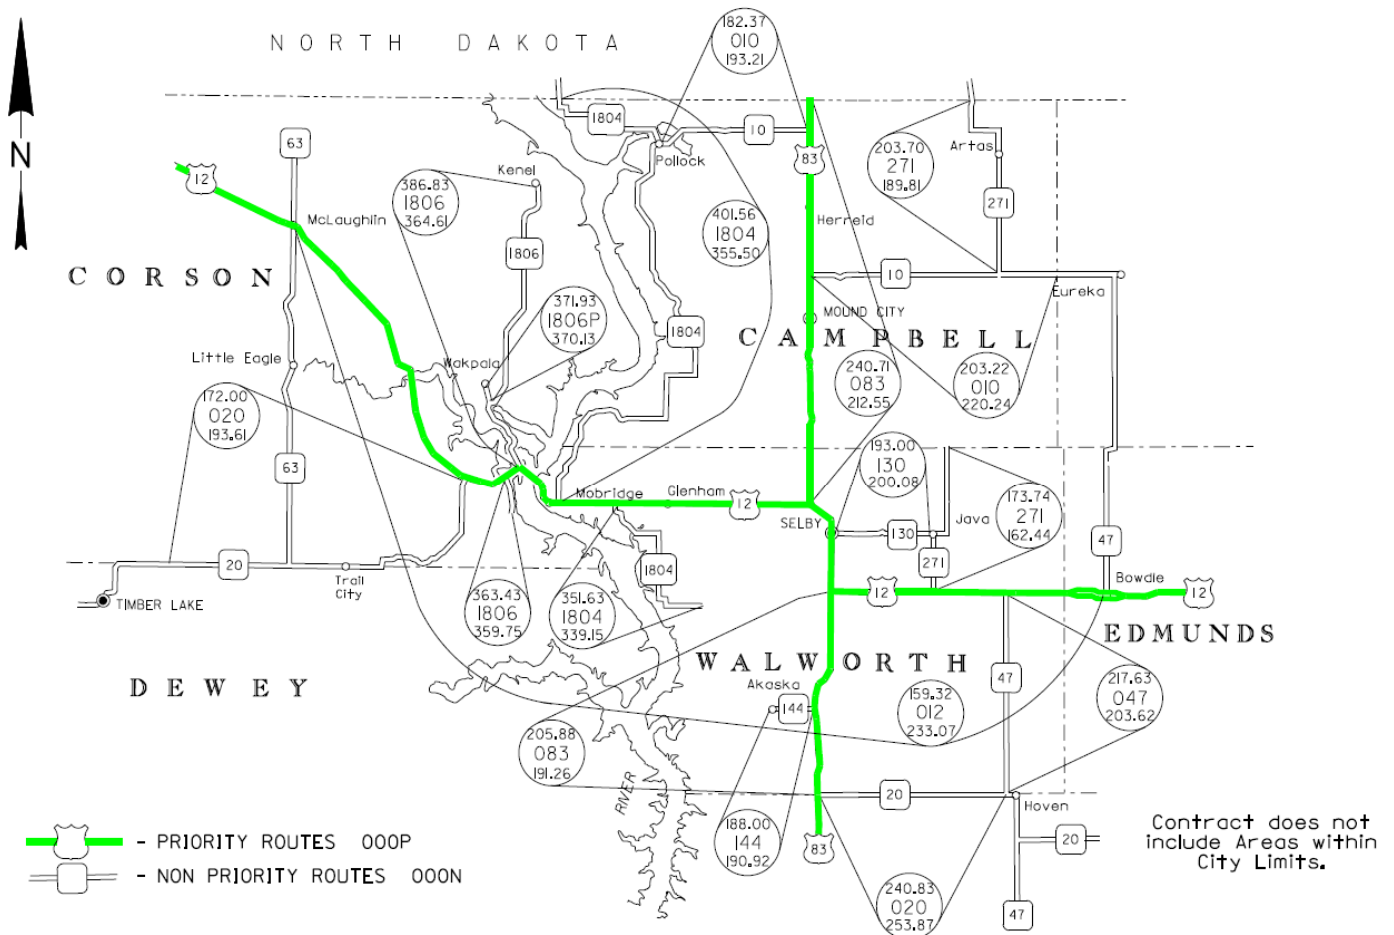 182.37
010
193.21
NORTH DAKOTA
N
1804
10
Pollock
83
203.70
271
189.81
Artas
63
12
Kenel
386.83
1806
364.61
McLaughlin
401.56
1804
355.50
Herreid
271
CORSON
1806
10
Eureka
371.93
1806P
370.13
MOUND CITY
1804
CAMPBELL
Little Eagle
Wakpala
240.71
083
212.55
203.22
010
220.24
172.00
020
193.61
193.00
130
200.08
63
Mobridge
Glenham
12
SELBY
130
Java
173.74
271
162.44
47
20
Trail
City
1804
271
Bowdle
TIMBER LAKE
363.43
1806
359.75
351.63
1804
339.15
12
12
EDMUNDS
DEWEY
WALWORTH
Akaska
144
47
159.32
012
233.07
217.63
047
203.62
205.88
083
191.26
RIVER
20
Hoven
188.00
144
190.92
83
20
240.83
020
253.87
47
- PRIORITY ROUTES 000P
- NON PRIORITY ROUTES 000N
Contract does not
include Areas within
City Limits.